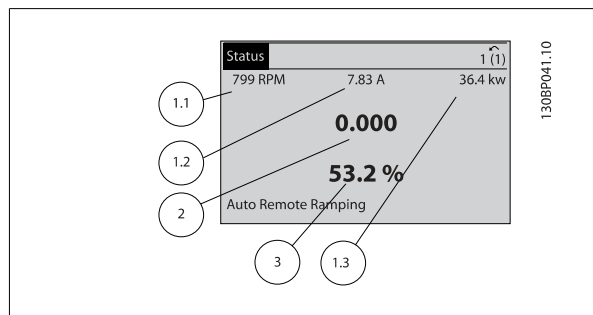 Status
1 (1)
799 RPM 7.83 A 36.4 kw
0.000
53.2 %
Auto Remote Ramping
1.1
1.2
2
3
1.3
130BP041.10